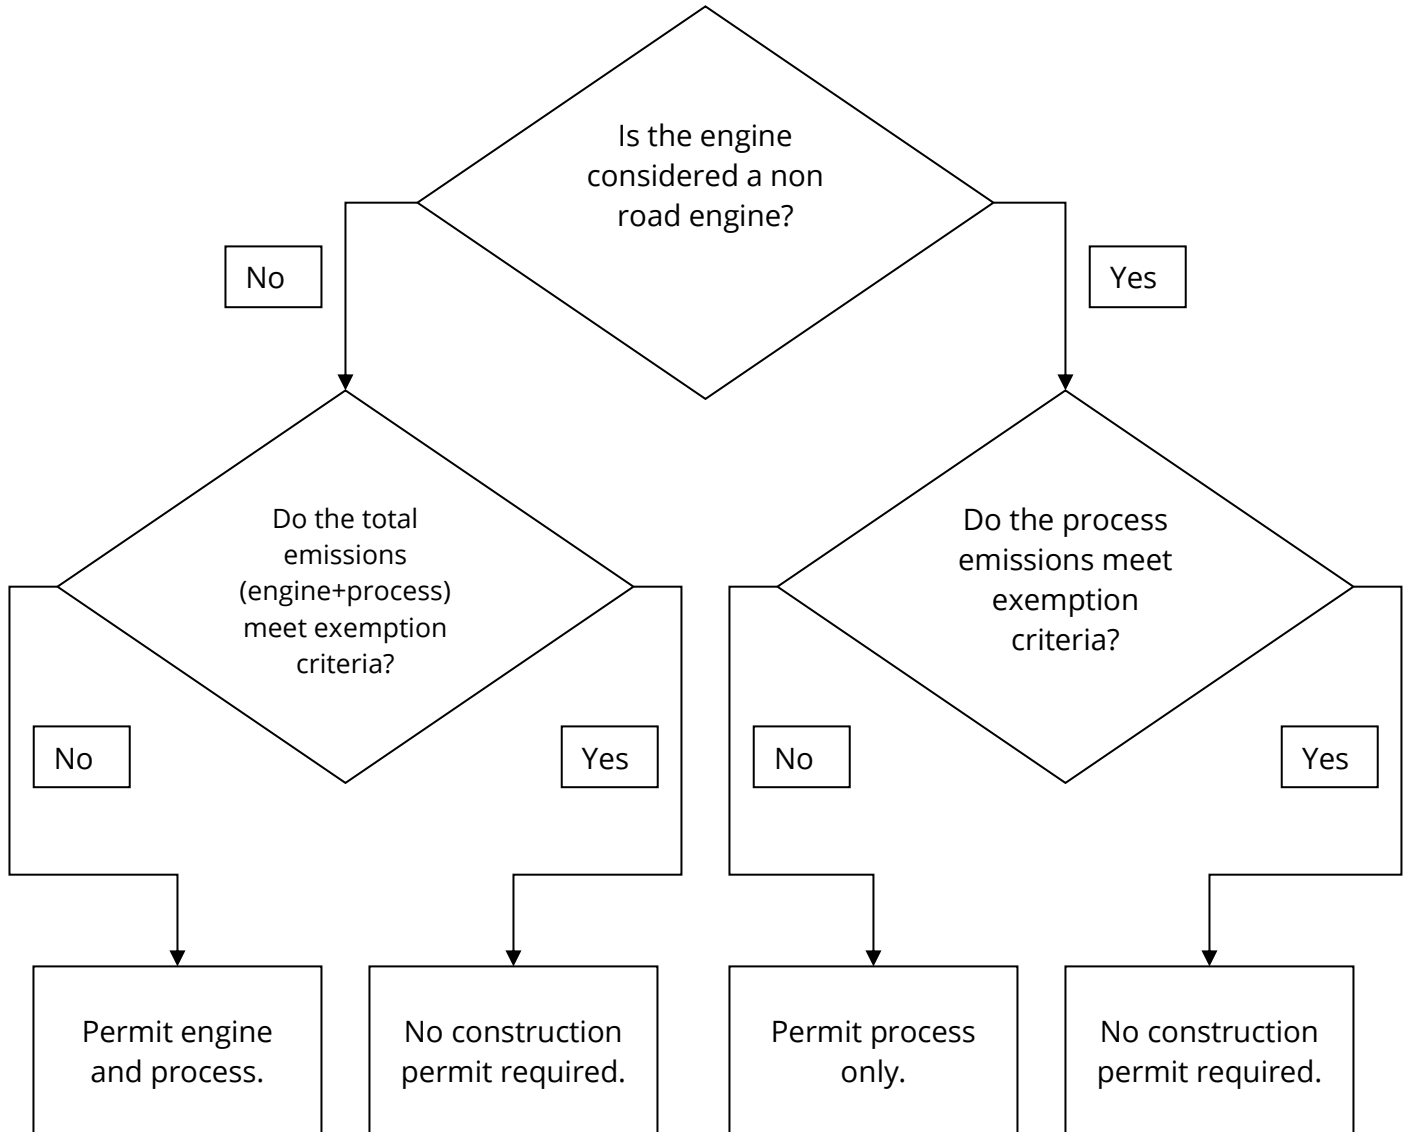 Is the engine
considered a non
road engine?
No
Yes
Do the total
emissions
(engine+process)
meet exemption
criteria?
Do the process
emissions meet
exemption
criteria?
No
Yes
No
Yes
Permit engine
and process.
No construction
permit required.
Permit process
only.
No construction
permit required.